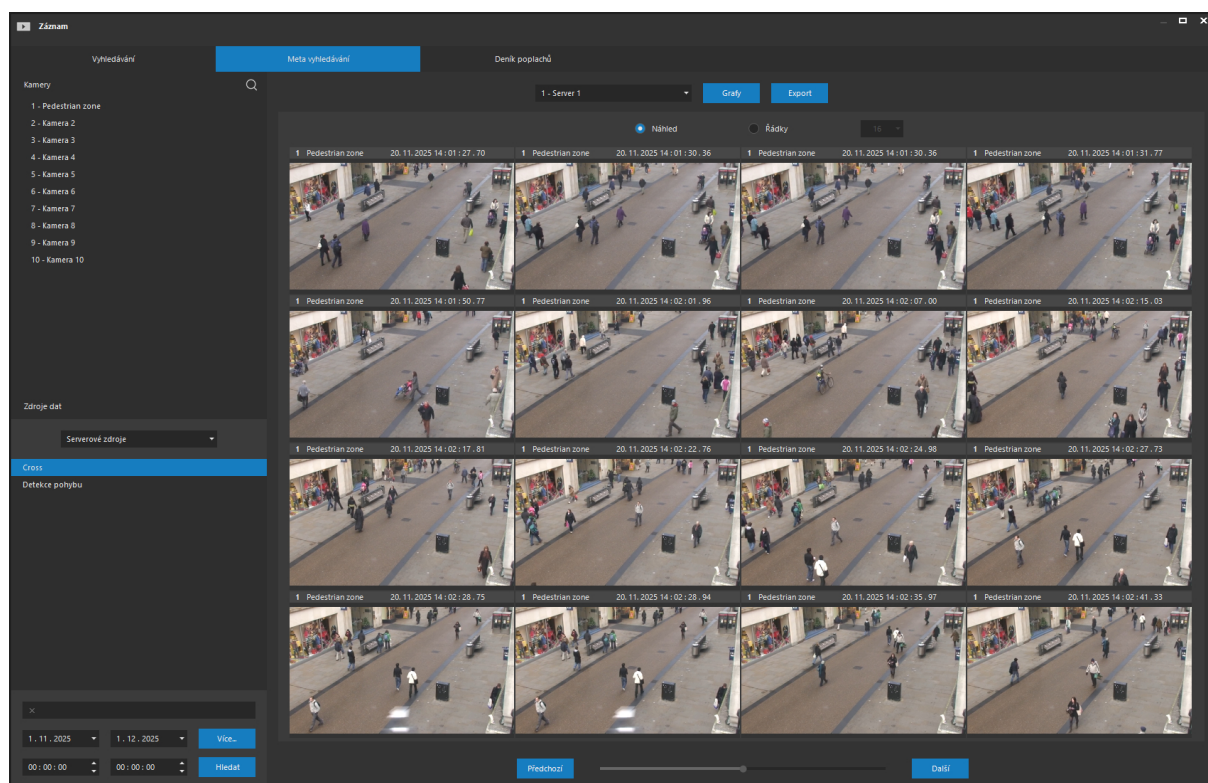 Záznam
Vyhledávání Meta vyhledávání Deník poplachů
Kamery
1 - Pedestrian zone
2 - Kamera 2
3 - Kamera 3
4 - Kamera 4
5 - Kamera 5
6 - Kamera 6
7 - Kamera 7
8 - Kamera 8
9 - Kamera 9
10 - Kamera 10
Zdroje dat
Serverové zdroje
Cross
Detekce pohybu
1 . 11 . 2025 1 . 12 . 2025 Více...
00 : 00 : 00 00 : 00 : 00 Hledat
1 - Server 1 Grafy Export
Náhled Řádky 16
1 Pedestrian zone 20. 11. 2025 14 : 01 : 27 . 70 1 Pedestrian zone 20. 11. 2025 14 : 01 : 30 . 36 1 Pedestrian zone 20. 11. 2025 14 : 01 : 30 . 36 1 Pedestrian zone 20. 11. 2025 14 : 01 : 31 . 77
1 Pedestrian zone 20. 11. 2025 14 : 01 : 50 . 77 1 Pedestrian zone 20. 11. 2025 14 : 02 : 01 . 96 1 Pedestrian zone 20. 11. 2025 14 : 02 : 07 . 00 1 Pedestrian zone 20. 11. 2025 14 : 02 : 15 . 03
1 Pedestrian zone 20. 11. 2025 14 : 02 : 17 . 81 1 Pedestrian zone 20. 11. 2025 14 : 02 : 22 . 76 1 Pedestrian zone 20. 11. 2025 14 : 02 : 24 . 98 1 Pedestrian zone 20. 11. 2025 14 : 02 : 27 . 73
1 Pedestrian zone 20. 11. 2025 14 : 02 : 28 . 75 1 Pedestrian zone 20. 11. 2025 14 : 02 : 28 . 94 1 Pedestrian zone 20. 11. 2025 14 : 02 : 35 . 97 1 Pedestrian zone 20. 11. 2025 14 : 02 : 41 . 33
Předchozí Další